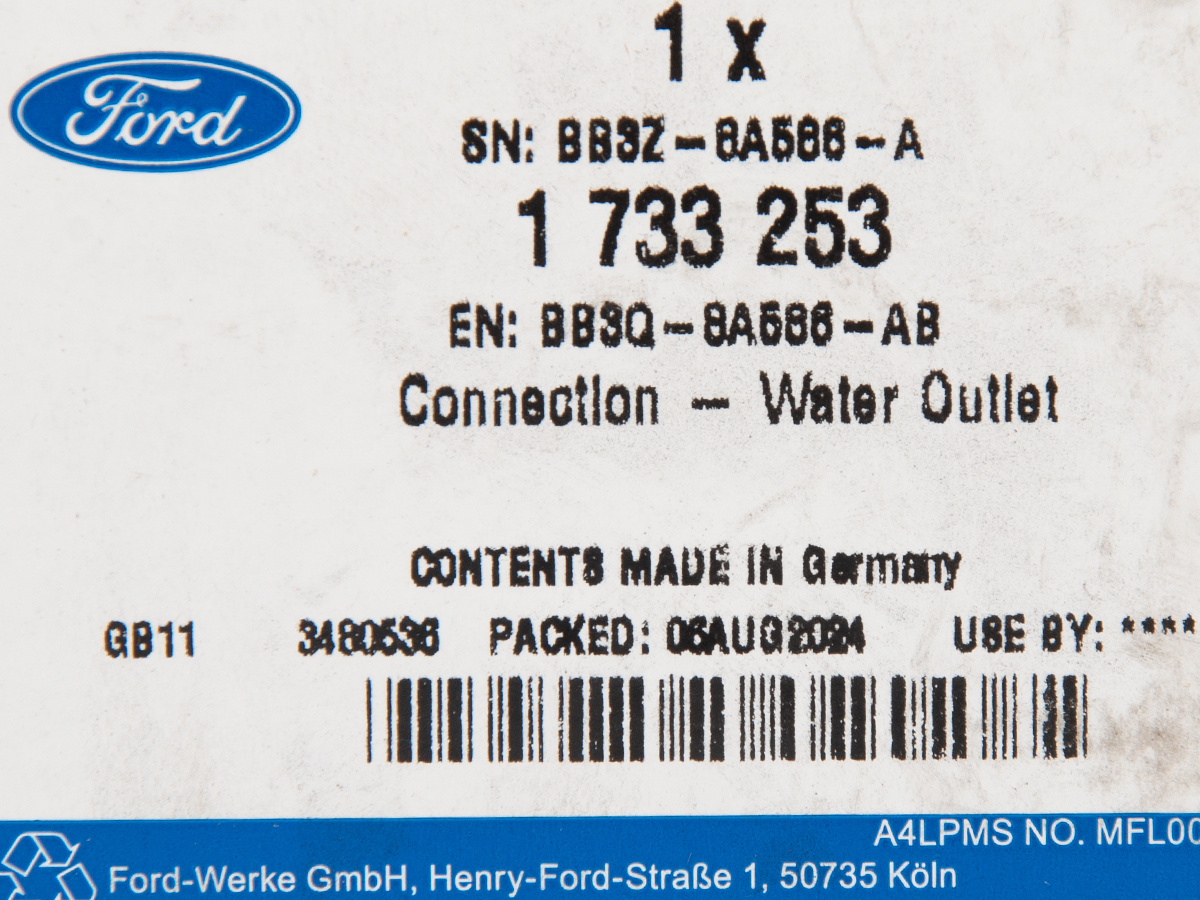 Ford
1 x
SN: BB3Z-8A586-A
1 733 253
EN: BB3Q-8A586-AB
Connection - Water Outlet
CONTENTS MADE IN Germany
GB11 3480536 PACKED: 05AUG2024 USE BY: ****
A4LPMS NO. MFL00
Ford-Werke GmbH, Henry-Ford-Straße 1, 50735 Köln